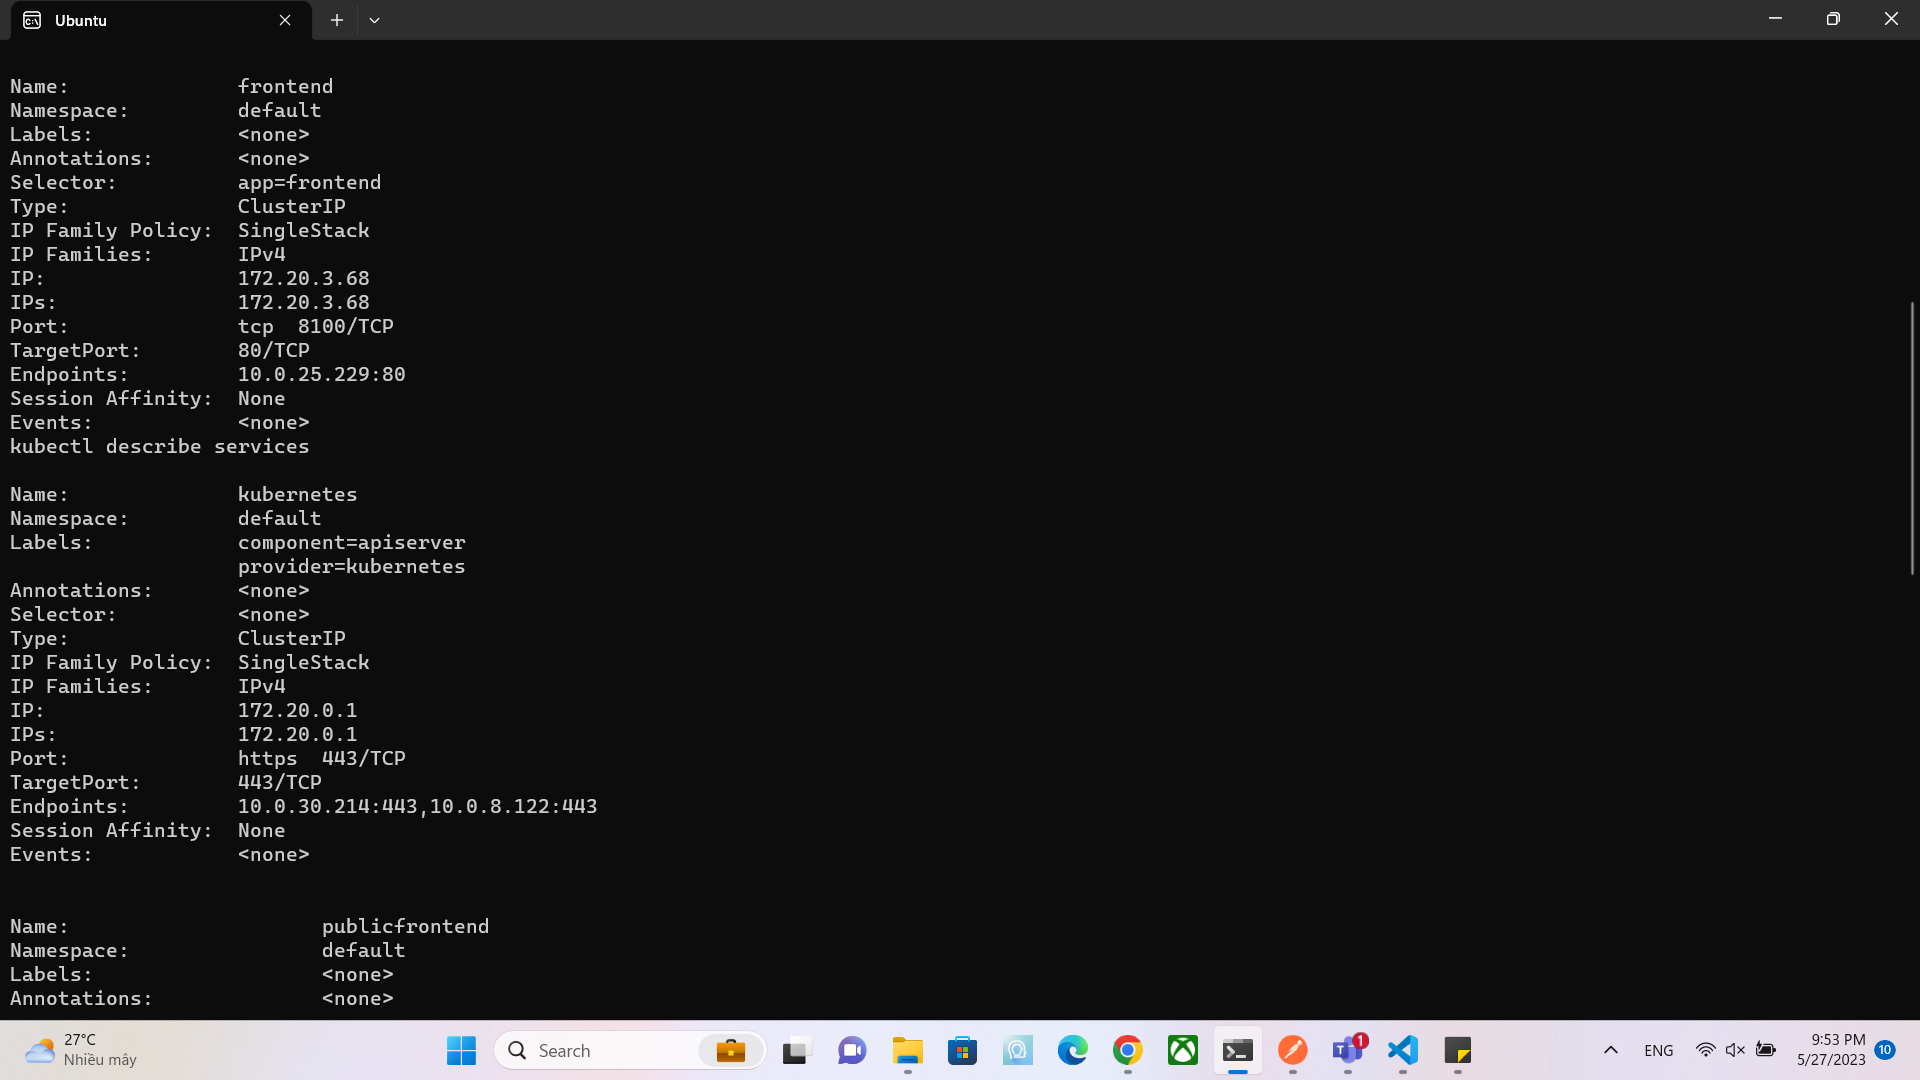 Ubuntu
Name: frontend
Namespace: default
Labels: <none>
Annotations: <none>
Selector: app=frontend
Type: ClusterIP
IP Family Policy: SingleStack
IP Families: IPv4
IP: 172.20.3.68
IPs: 172.20.3.68
Port: tcp 8100/TCP
TargetPort: 80/TCP
Endpoints: 10.0.25.229:80
Session Affinity: None
Events: <none>
kubectl describe services
Name: kubernetes
Namespace: default
Labels: component=apiserver
provider=kubernetes
Annotations: <none>
Selector: <none>
Type: ClusterIP
IP Family Policy: SingleStack
IP Families: IPv4
IP: 172.20.0.1
IPs: 172.20.0.1
Port: https 443/TCP
TargetPort: 443/TCP
Endpoints: 10.0.30.214:443,10.0.8.122:443
Session Affinity: None
Events: <none>
Name: publicfrontend
Namespace: default
Labels: <none>
Annotations: <none>
27°C
Nhiều mây
Search
1
ENG
9:53 PM
5/27/2023
10